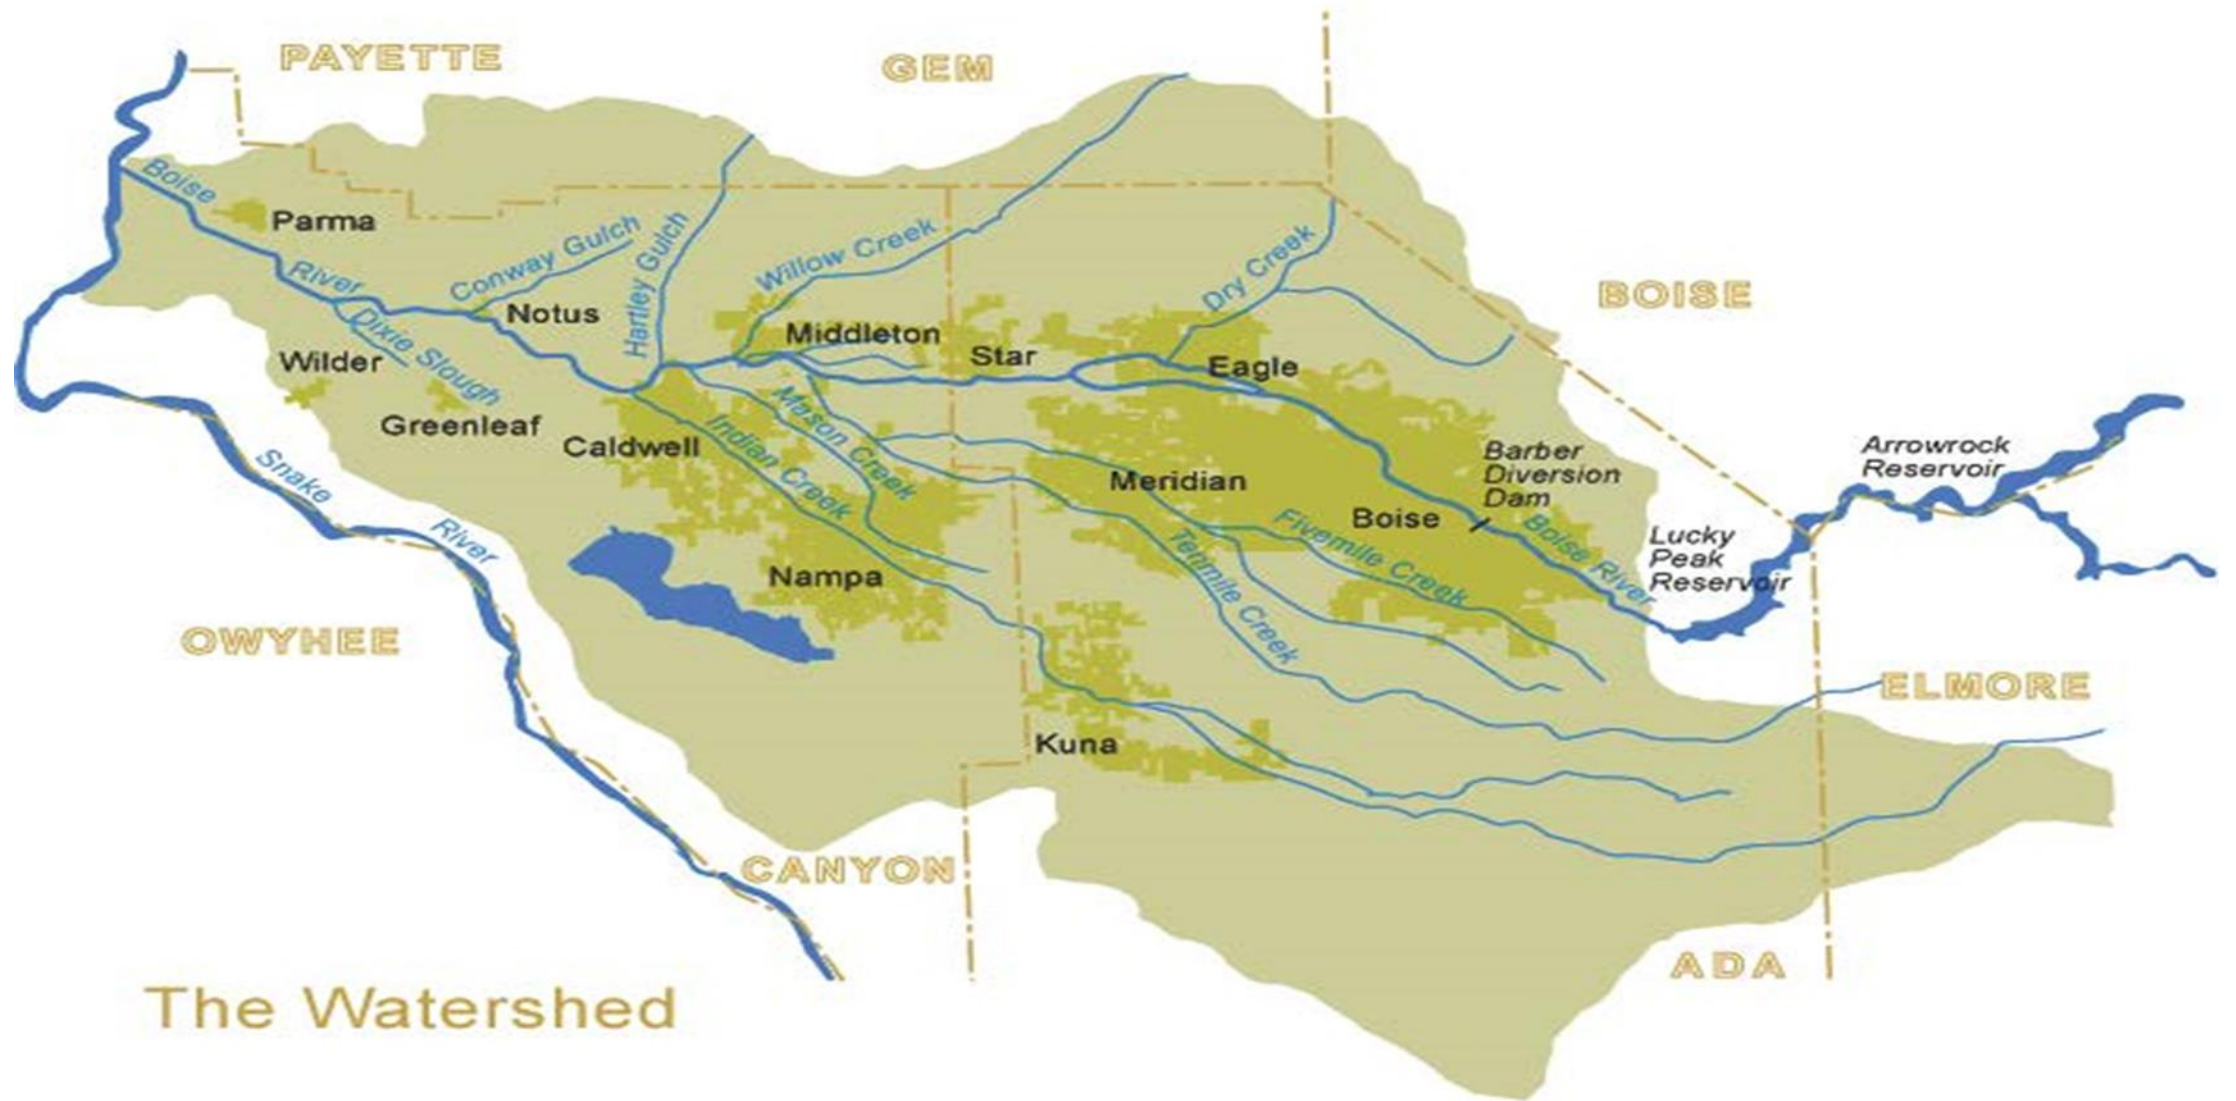 PAYETTE
GEM
Boise
Parma
Conway Gulch
Hartley Gulch
Willow Creek
Dry Creek
River
BOISE
Notus
Dixie Slough
Middleton
Star
Wilder
Eagle
Greenleaf
Caldwell
Mason Creek
Indian Creek
Meridian
Barber
Diversion
Dam
Arrowrock
Reservoir
Snake
River
Boise
Boise River
Fivemile Creek
Tenmile Creek
Lucky
Peak
Reservoir
Nampa
OWYHEE
ELMORE
Kuna
CANYON
ADA
The Watershed